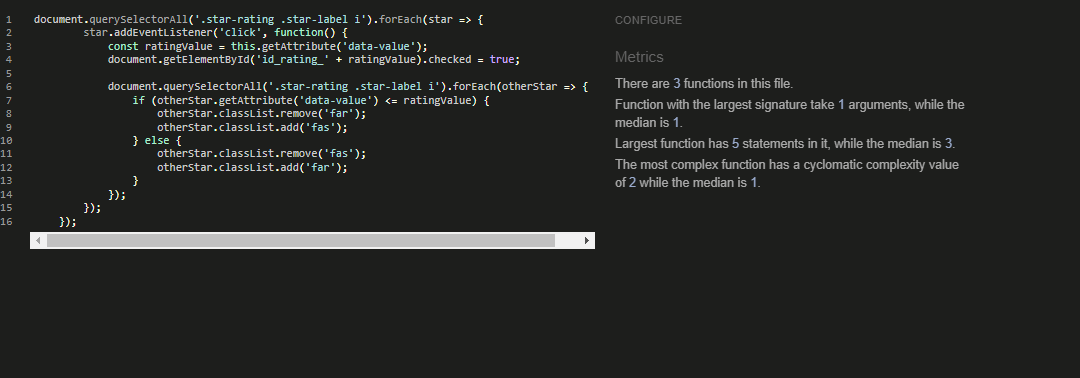 1 document.querySelectorAll('.star-rating .star-label i').forEach(star => {
2 star.addEventListener('click', function() {
3 const ratingValue = this.getAttribute('data-value');
4 document.getElementById('id_rating_' + ratingValue).checked = true;
5
6 document.querySelectorAll('.star-rating .star-label i').forEach(otherStar => {
7 if (otherStar.getAttribute('data-value') <= ratingValue) {
8 otherStar.classList.remove('far');
9 otherStar.classList.add('fas');
10 } else {
11 otherStar.classList.remove('fas');
12 otherStar.classList.add('far');
13 }
14 });
15 });
16 });
CONFIGURE
Metrics
There are 3 functions in this file.
Function with the largest signature take 1 arguments, while the
median is 1.
Largest function has 5 statements in it, while the median is 3.
The most complex function has a cyclomatic complexity value
of 2 while the median is 1.